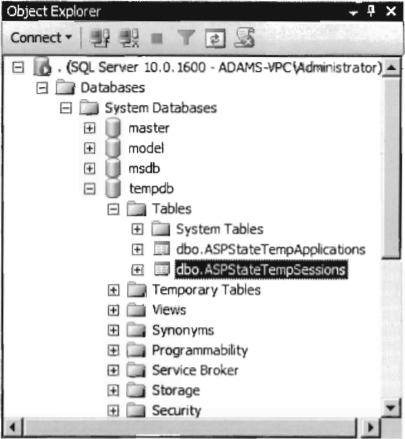 Object Explorer
Connect
. (SQL Server 10.0.1600 - ADAMS-VPC\Administrator)
Databases
System Databases
master
model
msdb
tempdb
Tables
System Tables
dbo.ASPStateTempApplications
dbo.ASPStateTempSessions
Temporary Tables
Views
Synonyms
Programmability
Service Broker
Storage
Security